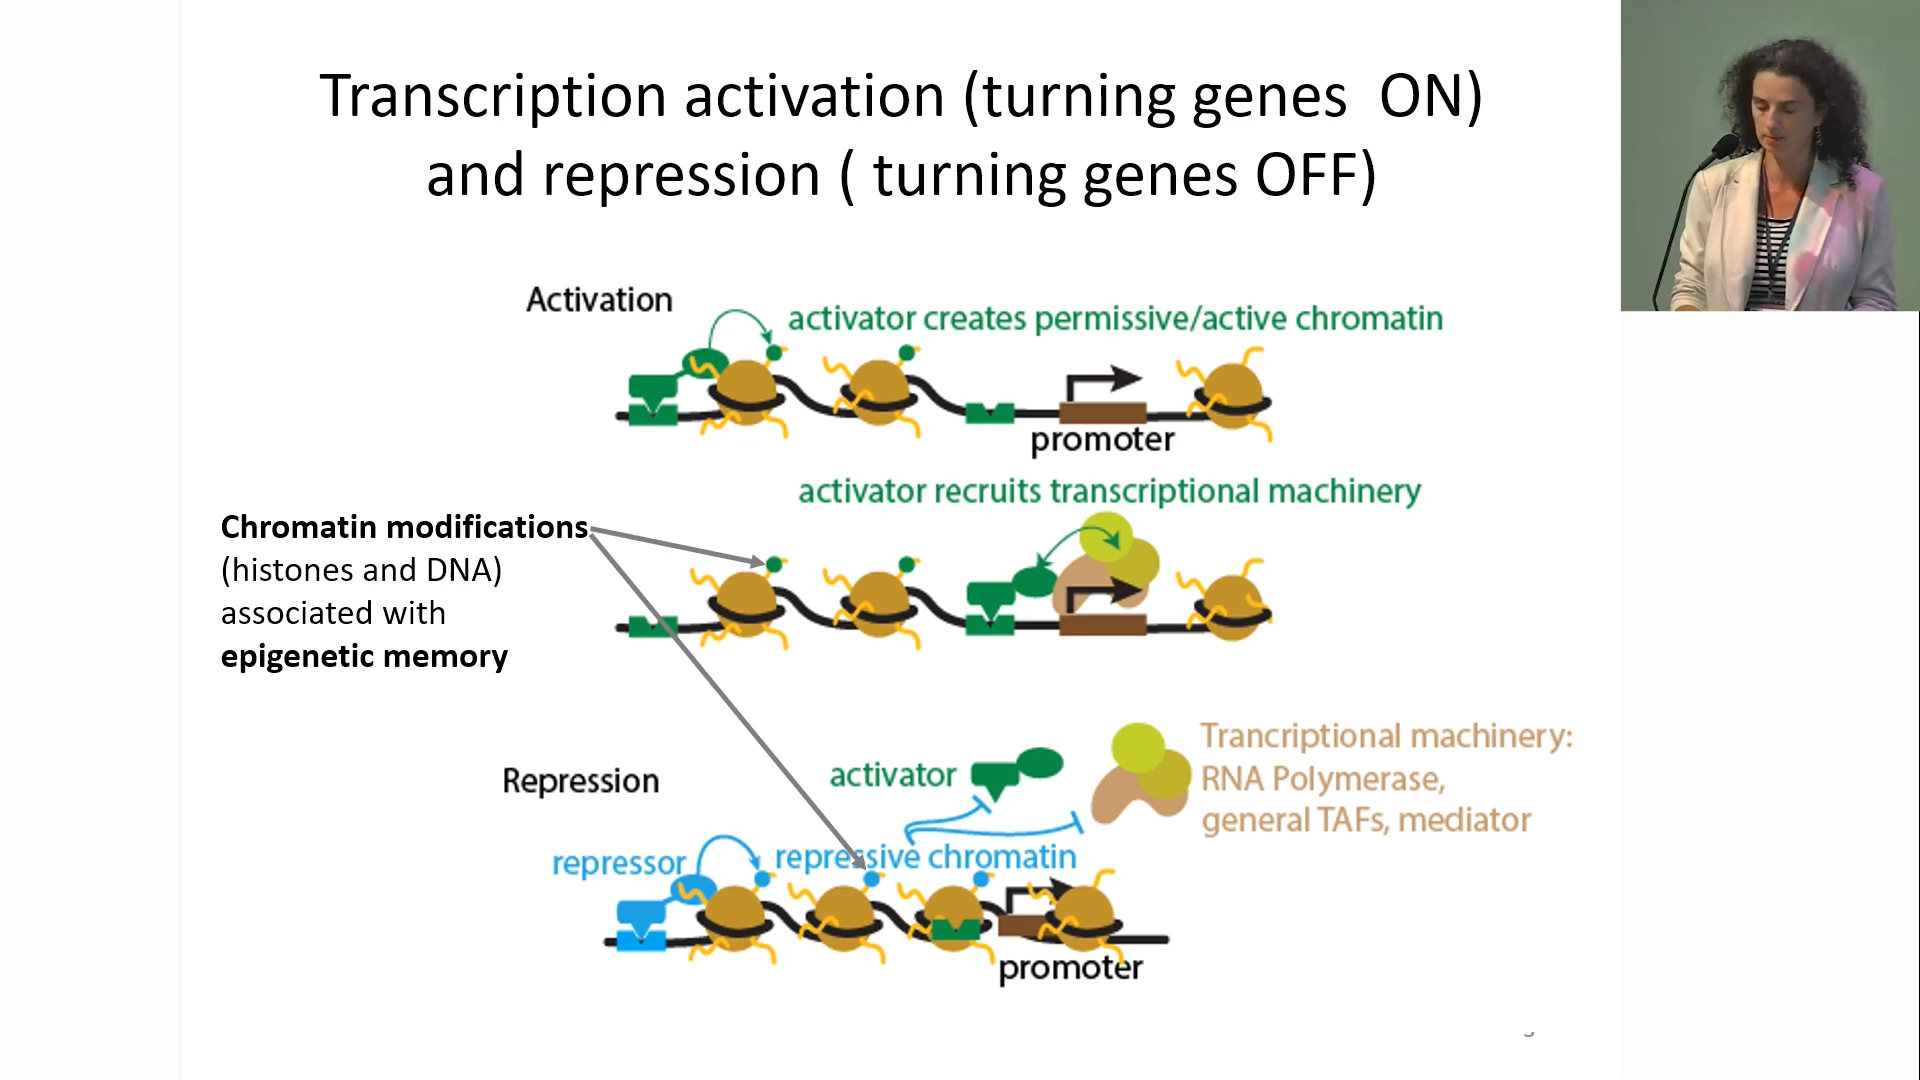 Transcription activation (turning genes  ON)
and repression ( turning genes OFF)
Activation
activator creates permissive/active chromatin
promoter
activator recruits transcriptional machinery
Chromatin modifications
(histones and DNA)
associated with
epigenetic memory
Repression
activator
Trancriptional machinery:
RNA Polymerase,
general TAFs, mediator
repressor
repressive chromatin
promoter